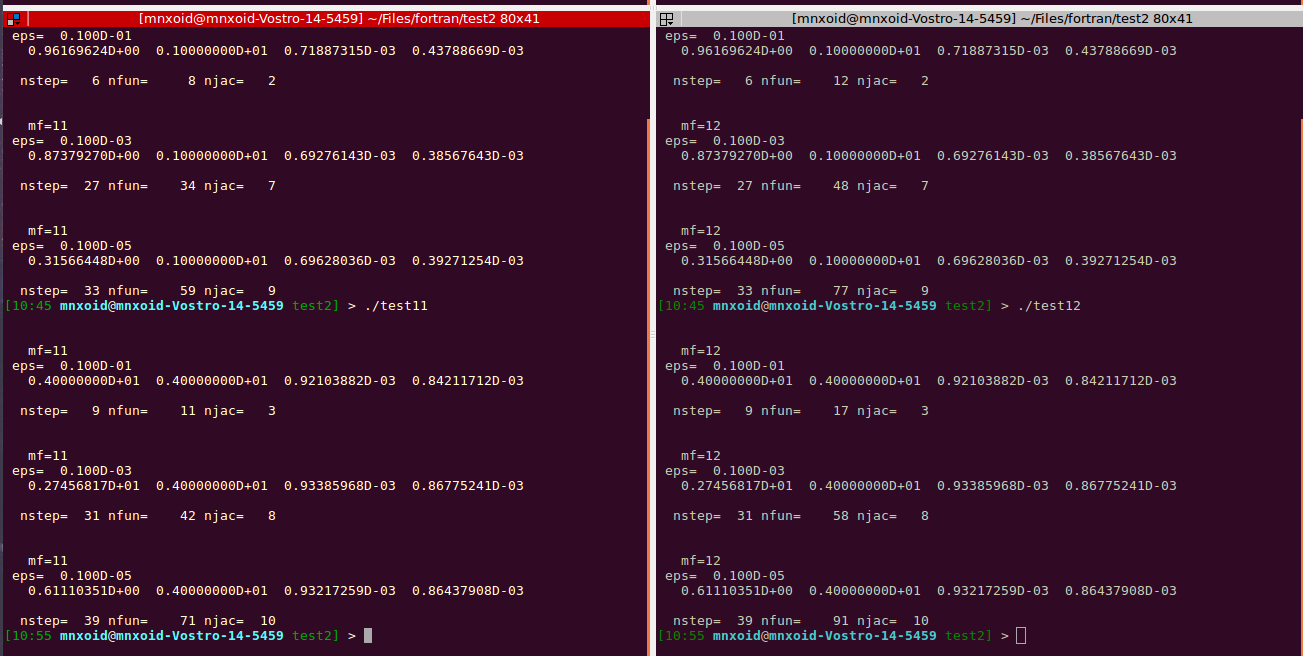 [mnxoid@mnxoid-Vostro-14-5459] ~/Files/fortran/test2 80x41
eps=  0.100D-01
0.96169624D+00  0.10000000D+01  0.71887315D-03  0.43788669D-03
nstep=   6 nfun=     8 njac=   2
mf=11
eps=  0.100D-03
0.87379270D+00  0.10000000D+01  0.69276143D-03  0.38567643D-03
nstep=  27 nfun=    34 njac=   7
mf=11
eps=  0.100D-05
0.31566448D+00  0.10000000D+01  0.69628036D-03  0.39271254D-03
nstep=  33 nfun=    59 njac=   9
[10:45 mnxoid@mnxoid-Vostro-14-5459 test2] > ./test11
mf=11
eps=  0.100D-01
0.40000000D+01  0.40000000D+01  0.92103882D-03  0.84211712D-03
nstep=   9 nfun=    11 njac=   3
mf=11
eps=  0.100D-03
0.27456817D+01  0.40000000D+01  0.93385968D-03  0.86775241D-03
nstep=  31 nfun=    42 njac=   8
mf=11
eps=  0.100D-05
0.61110351D+00  0.40000000D+01  0.93217259D-03  0.86437908D-03
nstep=  39 nfun=    71 njac=  10
[10:55 mnxoid@mnxoid-Vostro-14-5459 test2] >
[mnxoid@mnxoid-Vostro-14-5459] ~/Files/fortran/test2 80x41
eps=  0.100D-01
0.96169624D+00  0.10000000D+01  0.71887315D-03  0.43788669D-03
nstep=   6 nfun=    12 njac=   2
mf=12
eps=  0.100D-03
0.87379270D+00  0.10000000D+01  0.69276143D-03  0.38567643D-03
nstep=  27 nfun=    48 njac=   7
mf=12
eps=  0.100D-05
0.31566448D+00  0.10000000D+01  0.69628036D-03  0.39271254D-03
nstep=  33 nfun=    77 njac=   9
[10:45 mnxoid@mnxoid-Vostro-14-5459 test2] > ./test12
mf=12
eps=  0.100D-01
0.40000000D+01  0.40000000D+01  0.92103882D-03  0.84211712D-03
nstep=   9 nfun=    17 njac=   3
mf=12
eps=  0.100D-03
0.27456817D+01  0.40000000D+01  0.93385968D-03  0.86775241D-03
nstep=  31 nfun=    58 njac=   8
mf=12
eps=  0.100D-05
0.61110351D+00  0.40000000D+01  0.93217259D-03  0.86437908D-03
nstep=  39 nfun=    91 njac=  10
[10:55 mnxoid@mnxoid-Vostro-14-5459 test2] >